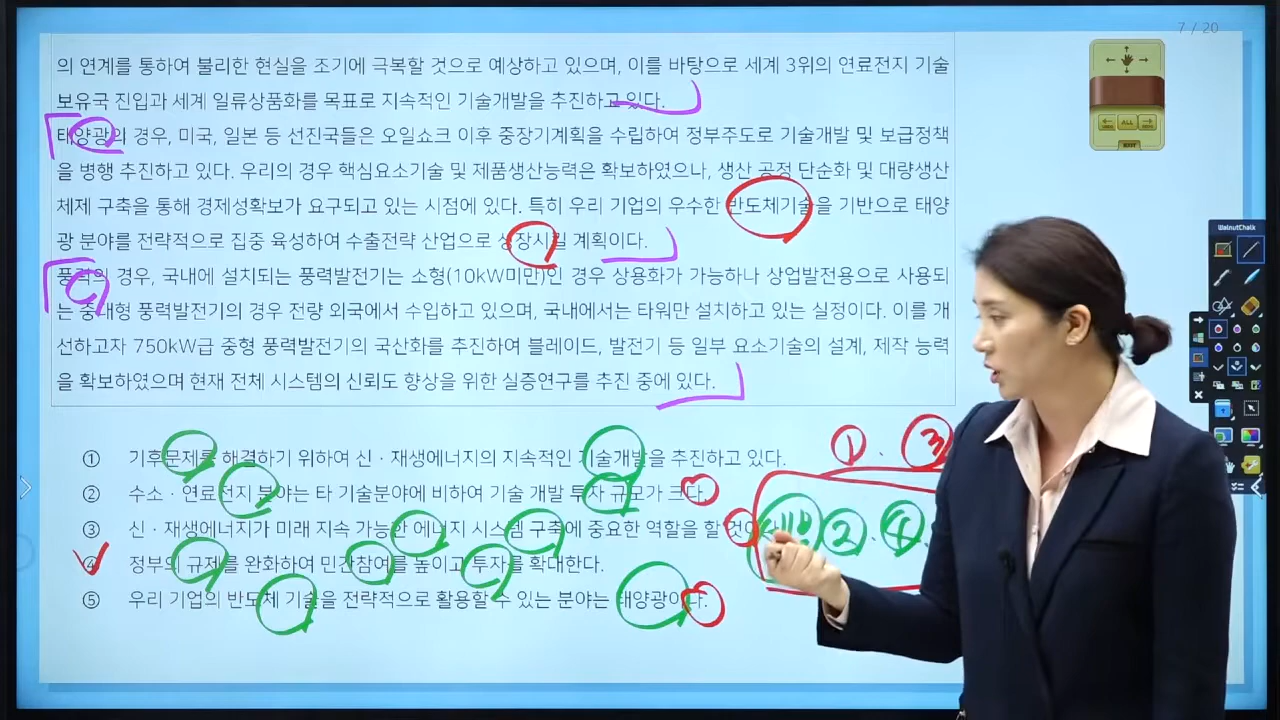 7 / 20
의 연계를 통하여 불리한 현실을 조기에 극복할 것으로 예상하고 있으며, 이를 바탕으로 세계 3위의 연료전지 기술
보유국 진입과 세계 일류상품화를 목표로 지속적인 기술개발을 추진하고 있다.
태양광의 경우, 미국, 일본 등 선진국들은 오일쇼크 이후 중장기계획을 수립하여 정부주도로 기술개발 및 보급정책
을 병행 추진하고 있다. 우리의 경우 핵심요소기술 및 제품생산능력은 확보하였으나, 생산 공정 단순화 및 대량생산
체제 구축을 통해 경제성확보가 요구되고 있는 시점에 있다. 특히 우리 기업의 우수한 반도체기술을 기반으로 태양
광 분야를 전략적으로 집중 육성하여 수출전략 산업으로 성장시킬 계획이다.
풍력의 경우, 국내에 설치되는 풍력발전기는 소형(10kW미만)인 경우 상용화가 가능하나 상업발전용으로 사용되
는 중대형 풍력발전기의 경우 전량 외국에서 수입하고 있으며, 국내에서는 타워만 설치하고 있는 실정이다. 이를 개
선하고자 750kW급 중형 풍력발전기의 국산화를 추진하여 블레이드, 발전기 등 일부 요소기술의 설계, 제작 능력
을 확보하였으며 현재 전체 시스템의 신뢰도 향상을 위한 실증연구를 추진 중에 있다.
① 기후문제를 해결하기 위하여 신 · 재생에너지의 지속적인 기술개발을 추진하고 있다.
② 수소 · 연료전지 분야는 타 기술분야에 비하여 기술 개발 투자 규모가 크다.
③ 신 · 재생에너지가 미래 지속 가능한 에너지 시스템 구축에 중요한 역할을 할 것이
④ 정부의 규제를 완화하여 민간참여를 높이고 투자를 확대한다.
⑤ 우리 기업의 반도체 기술을 전략적으로 활용할 수 있는 분야는 태양광이다.
① · ③
② · ④
WalnutChalk
ALL